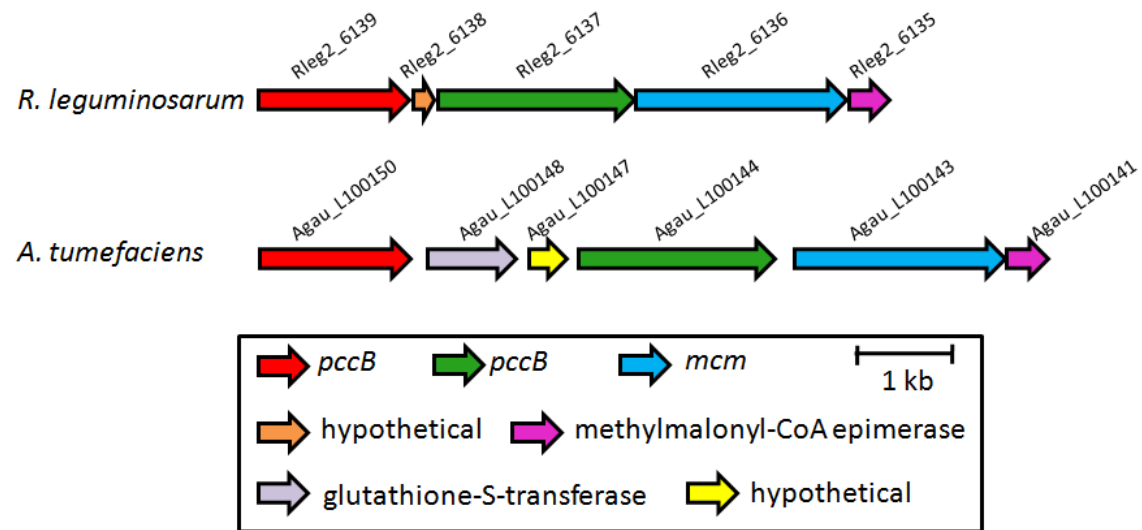 Rleg2_6139 Rleg2_6138 Rleg2_6137 Rleg2_6136 Rleg2_6135
R. leguminosarum
Agau_L100150 Agau_L100148 Agau_L100147 Agau_L100144 Agau_L100143 Agau_L100141
A. tumefaciens
pccB pccB mcm
1 kb
hypothetical methylmalonyl-CoA epimerase
glutathione-S-transferase hypothetical